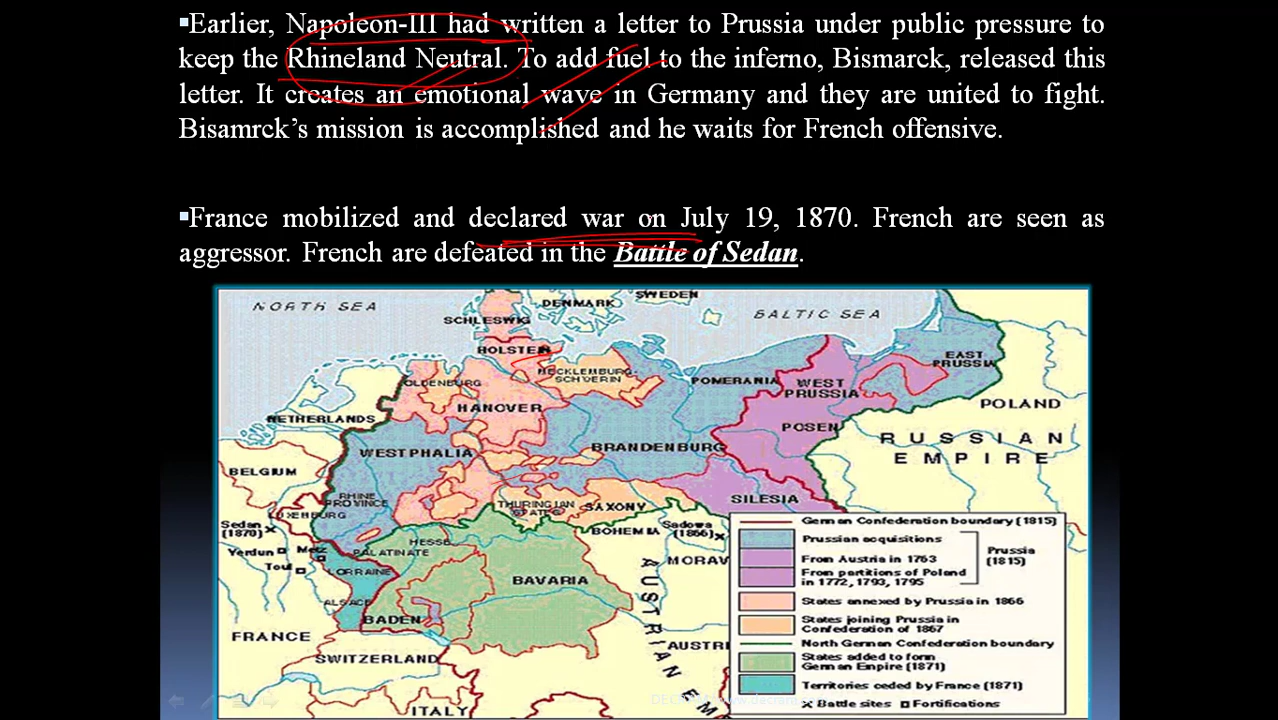 ▪Earlier, Napoleon-III had written a letter to Prussia under public pressure to
keep the Rhineland Neutral. To add fuel to the inferno, Bismarck, released this
letter. It creates an emotional wave in Germany and they are united to fight.
Bisamrck’s mission is accomplished and he waits for French offensive.
▪France mobilized and declared war on July 19, 1870. French are seen as
aggressor. French are defeated in the Battle of Sedan.
NORTH SEA
DENMARK
SWEDEN
BALTIC SEA
SCHLESWIG
HOLSTEIN
MECKLENBURG-
SCHWERIN
OLDENBURG
HANOVER
POMERANIA
WEST
PRUSSIA
EAST
PRUSSIA
NETHERLANDS
POLAND
POSEN
RUSSIAN
EMPIRE
BRANDENBURG
WESTPHALIA
BELGIUM
RHINE
PROVINCE
LUXEMBURG
THURINGIAN
STATES
SAXONY
SILESIA
Sedan
(1870)
BOHEMIA
Sadowa
(1866)
Verdun
Metz
Toul
HESSE
PALATINATE
LORRAINE
MORAV
BAVARIA
ALSACE
BADEN
FRANCE
SWITZERLAND
AUSTRI
AUSTRIAN EM
ITALY
German Confederation boundary (1815)
Prussian acquisitions
From Austria in 1763
From partitions of Poland
in 1772, 1793, 1795
Prussia
(1815)
States annexed by Prussia in 1866
States joining Prussia in
Confederation of 1867
North German Confederation boundary
States added to form
German Empire (1871)
Territories ceded by France (1871)
Battle sites
Fortifications